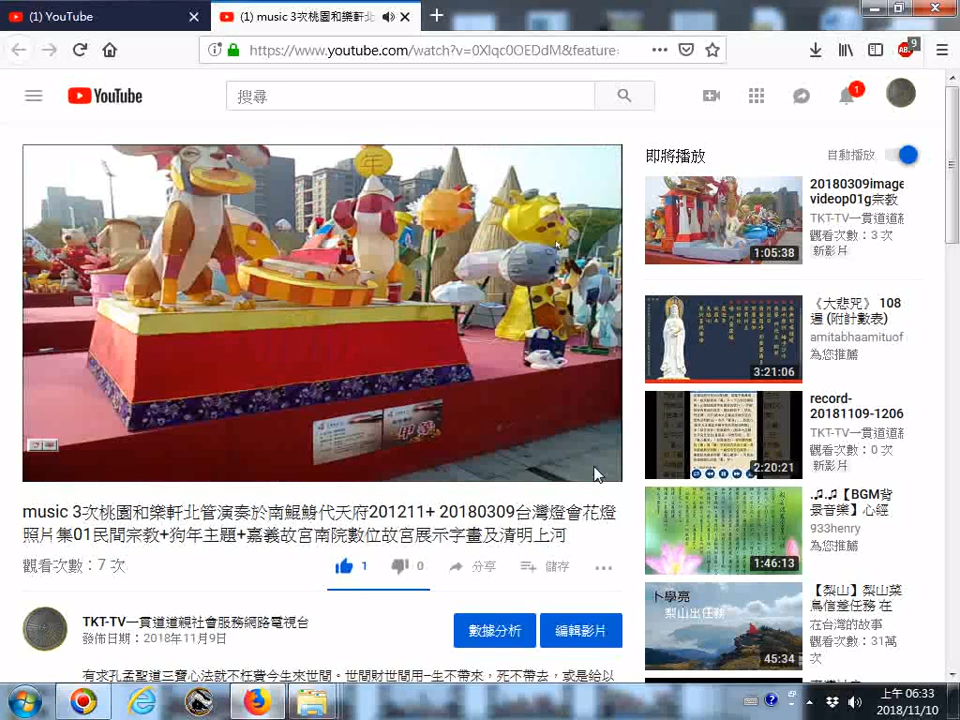 (1) YouTube
(1) music 3次桃園和樂軒北
https://www.youtube.com/watch?v=0XIqc0OEDdM&feature:
9
YouTube
搜尋
1
年
即將播放
自動播放
20180309image
videop01g宗教
TKT-TV一貫道道
觀看次數：3 次
新影片
1:05:38
《大悲咒》 108
遍 (附計數表)
amitabhaamituof
為您推薦
3:21:06
record-
20181109-1206
TKT-TV一貫道道
觀看次數：0 次
新影片
2:20:21
♫♫【BGM背
景音樂】心經
933henry
為您推薦
1:46:13
【梨山】梨山菜
鳥信差任務 在
在台灣的故事
觀看次數：31萬
次
卜學亮
梨山出任務
45:34
music 3次桃園和樂軒北管演奏於南鯤鯓代天府201211+ 20180309台灣燈會花燈
照片集01民間宗教+狗年主題+嘉義故宮南院數位故宮展示字畫及清明上河
觀看次數：7 次
1
0
分享
儲存
TKT-TV一貫道道親社會服務網路電視台
發佈日期：2018年11月9日
數據分析
編輯影片
有求孔孟聖道三寶心法就不枉費今生來世間。世間財世間用一生不帶來，死不帶去，或是給以
上午 06:33
2018/11/10